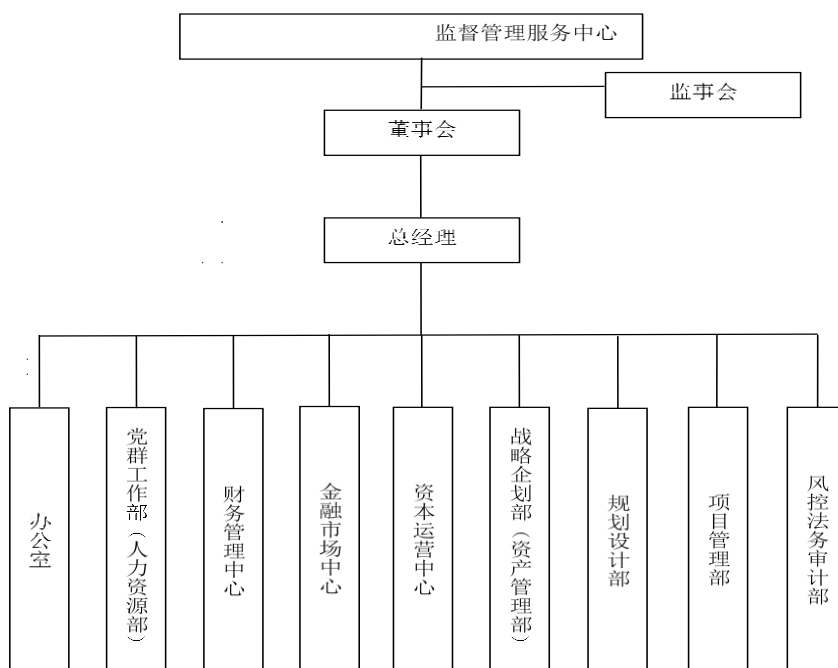 监督管理服务中心
监事会
董事会
总经理
办公室
党群工作部（人力资源部）
财务管理中心
金融市场中心
资本运营中心
战略企划部（资产管理部）
规划设计部
项目管理部
风控法务审计部